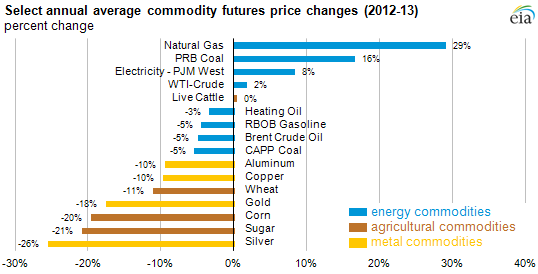 Select annual average commodity futures price changes (2012-13)
percent change
eia
Natural Gas 29%
PRB Coal 16%
Electricity - PJM West 8%
WTI-Crude 2%
Live Cattle 0%
-3% Heating Oil
-5% RBOB Gasoline
-5% Brent Crude Oil
-5% CAPP Coal
-10% Aluminum
-10% Copper
-11% Wheat
-18% Gold
-20% Corn
-21% Sugar
-26% Silver
energy commodities
agricultural commodities
metal commodities
-30% -20% -10% 0% 10% 20% 30% 40%